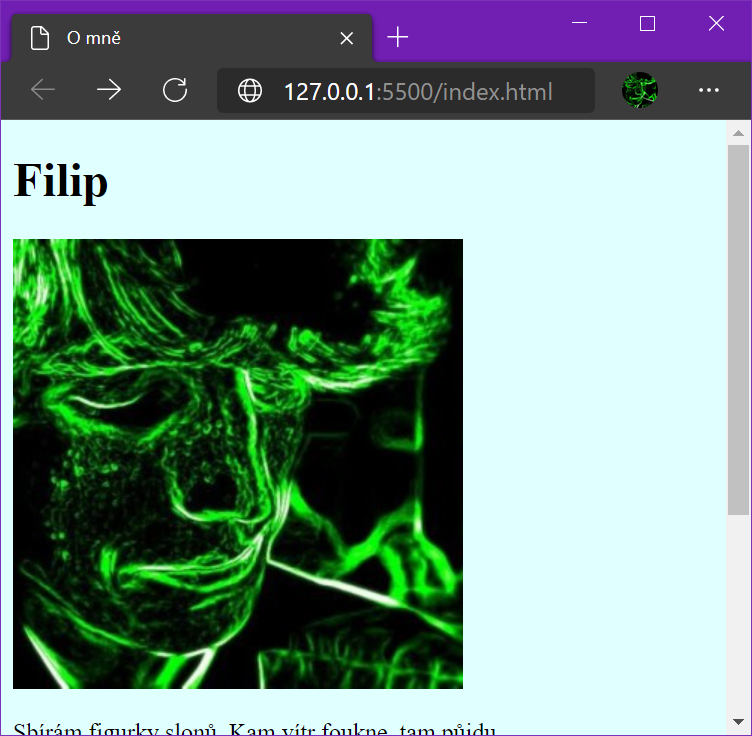 O mně
127.0.0.1:5500/index.html
Filip
Sbírám figurky slonů. Kam vítr foukne, tam půjdu